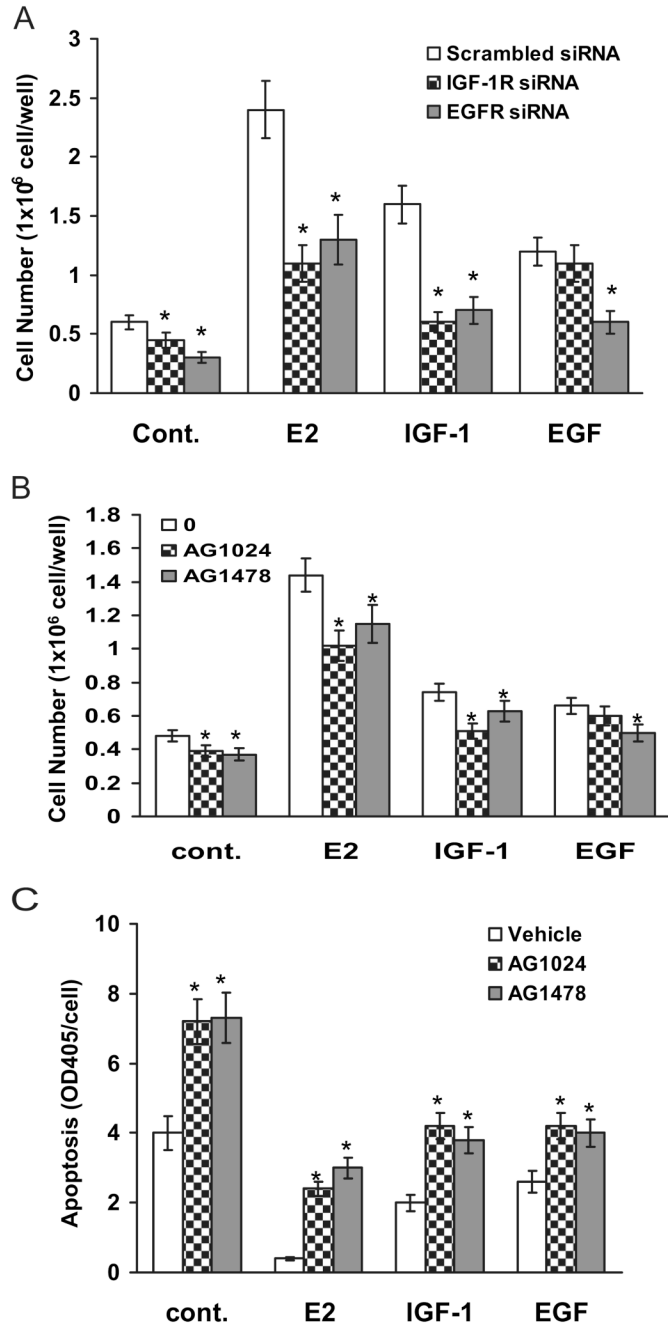 A
Cell Number (1x10⁶ cell/well)
3
2.5
2
1.5
1
0.5
0
Scrambled siRNA
IGF-1R siRNA
EGFR siRNA
* * * * * * *
Cont. E2 IGF-1 EGF
B
Cell Number (1x10⁶ cell/well)
1.8
1.6
1.4
1.2
1
0.8
0.6
0.4
0.2
0
0
AG1024
AG1478
* * * * * * *
cont. E2 IGF-1 EGF
C
Apoptosis (OD405/cell)
10
8
6
4
2
0
Vehicle
AG1024
AG1478
* * * * * * * *
cont. E2 IGF-1 EGF